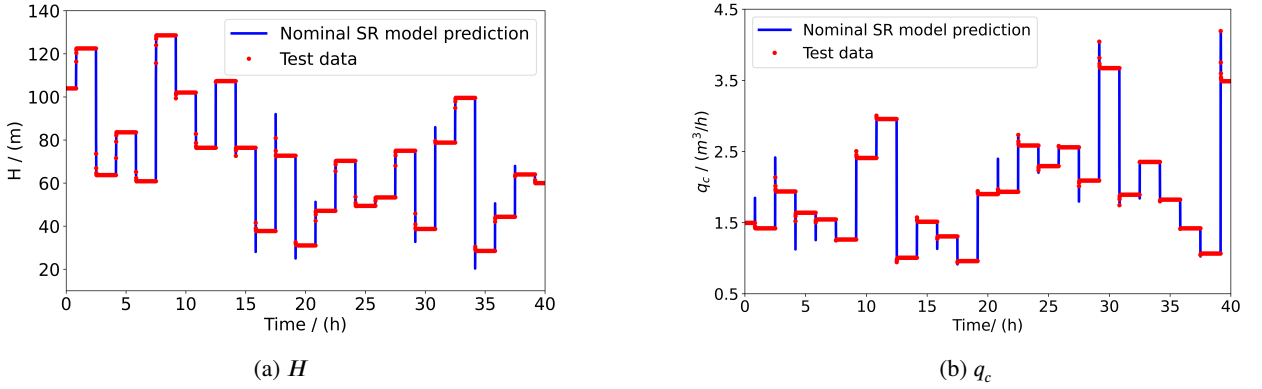 140
120
100
80
60
40
20
H / (m)
0 5 10 15 20 25 30 35 40
Time / (h)
Nominal SR model prediction
Test data
(a) H
4.5
3.5
2.5
1.5
0.5
q_c / (m^3/h)
0 5 10 15 20 25 30 35 40
Time/ (h)
Nominal SR model prediction
Test data
(b) q_c